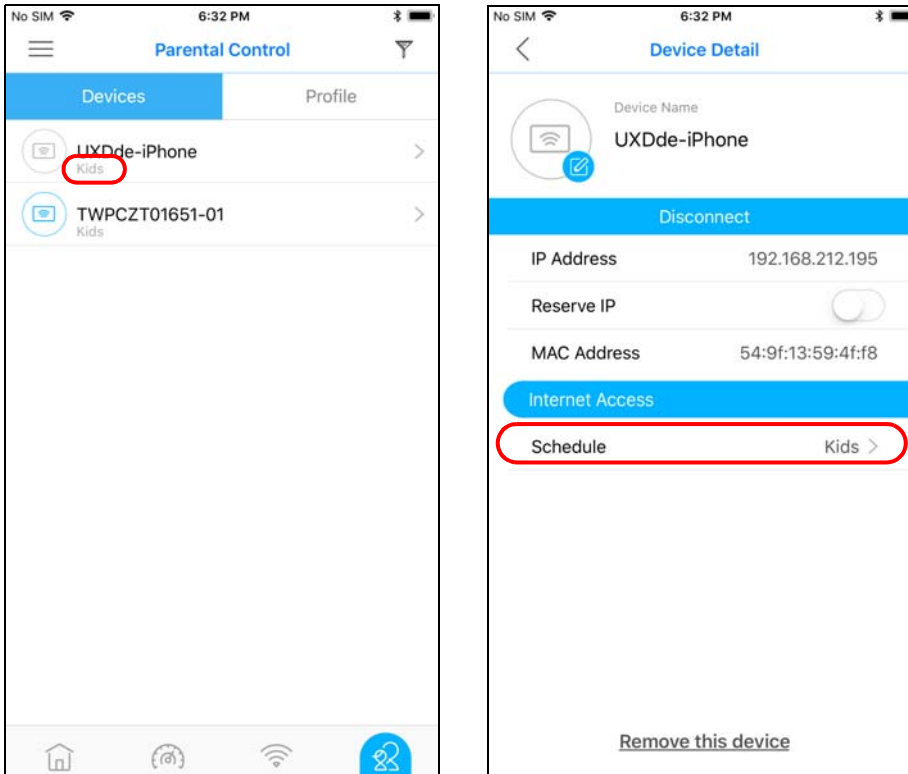 No SIM 6:32 PM
Parental Control
Devices Profile
UXDde-iPhone
Kids
TWPCZT01651-01
Kids
No SIM 6:32 PM
Device Detail
Device Name
UXDde-iPhone
Disconnect
IP Address 192.168.212.195
Reserve IP
MAC Address 54:9f:13:59:4f:f8
Internet Access
Schedule Kids
Remove this device